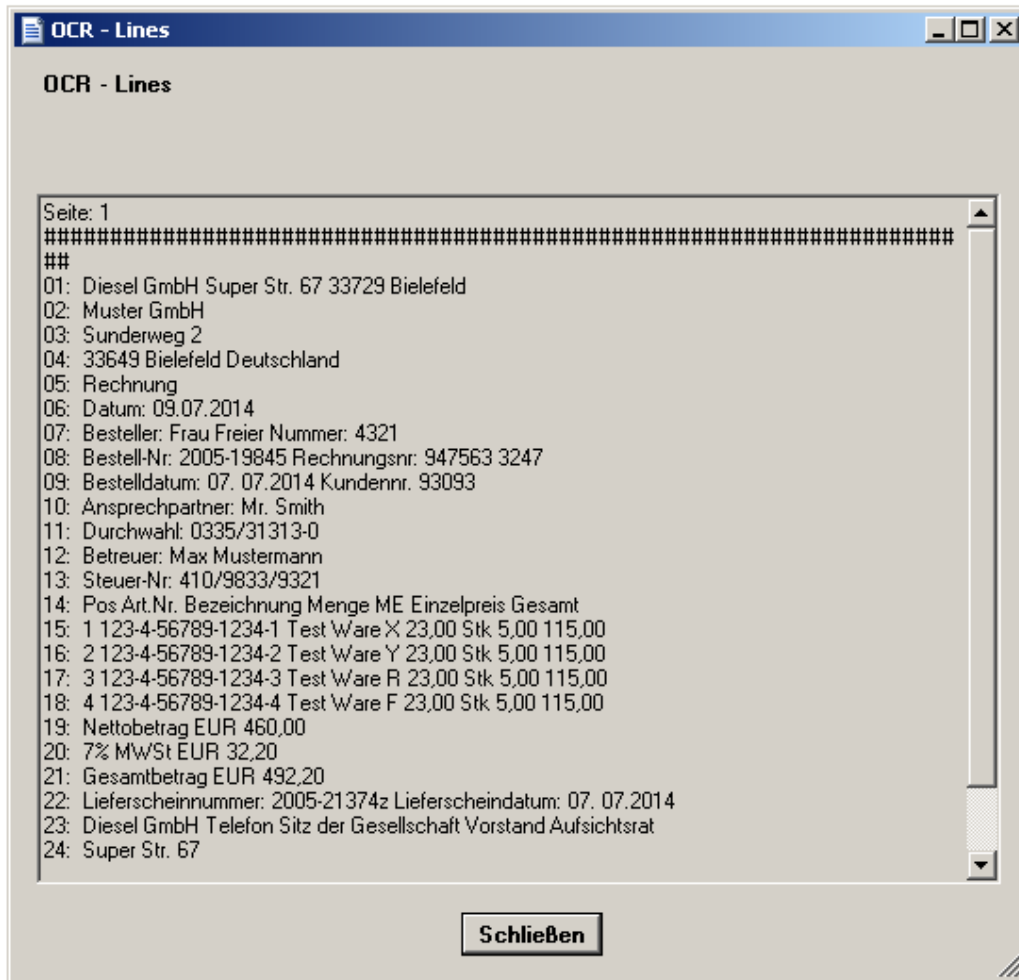 OCR - Lines
OCR - Lines
Seite: 1
#####################################################################
##
01: Diesel GmbH Super Str. 67 33729 Bielefeld
02: Muster GmbH
03: Sunderweg 2
04: 33649 Bielefeld Deutschland
05: Rechnung
06: Datum: 09.07.2014
07: Besteller: Frau Freier Nummer: 4321
08: Bestell-Nr: 2005-19845 Rechnungsnr: 947563 3247
09: Bestelldatum: 07. 07.2014 Kundennr. 93093
10: Ansprechpartner: Mr. Smith
11: Durchwahl: 0335/31313-0
12: Betreuer: Max Mustermann
13: Steuer-Nr: 410/9833/9321
14: Pos Art.Nr. Bezeichnung Menge ME Einzelpreis Gesamt
15: 1 123-4-56789-1234-1 Test Ware X 23,00 Stk 5,00 115,00
16: 2 123-4-56789-1234-2 Test Ware Y 23,00 Stk 5,00 115,00
17: 3 123-4-56789-1234-3 Test Ware R 23,00 Stk 5,00 115,00
18: 4 123-4-56789-1234-4 Test Ware F 23,00 Stk 5,00 115,00
19: Nettobetrag EUR 460,00
20: 7% MWSt EUR 32,20
21: Gesamtbetrag EUR 492,20
22: Lieferscheinnummer: 2005-21374z Lieferscheindatum: 07. 07.2014
23: Diesel GmbH Telefon Sitz der Gesellschaft Vorstand Aufsichtsrat
24: Super Str. 67
Schließen